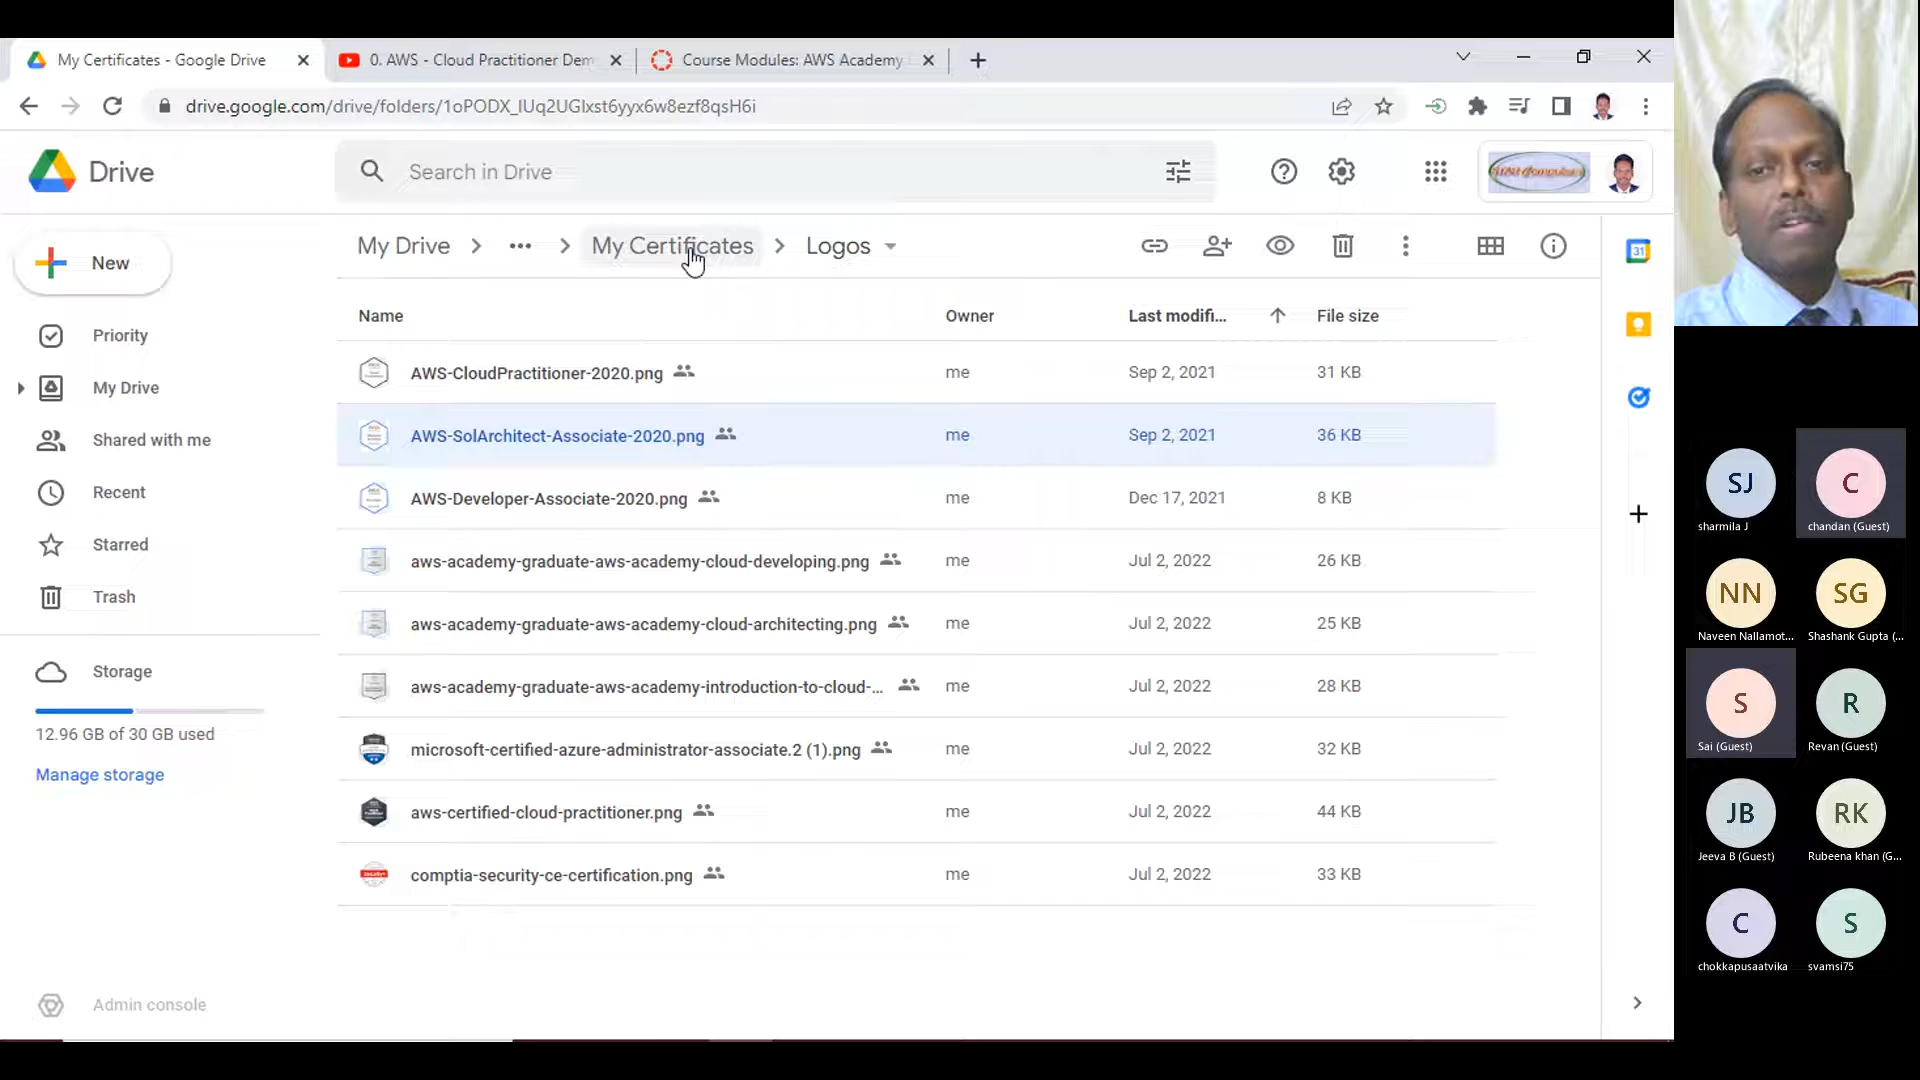 My Certificates - Google Drive
0. AWS - Cloud Practitioner Dem
Course Modules: AWS Academy
drive.google.com/drive/folders/1oPODX_IUq2UGIxst6yyx6w8ezf8qsH6i
Drive
Search in Drive
New
My Drive > ... > My Certificates > Logos
31
Name Owner Last modifi... File size
AWS-CloudPractitioner-2020.png me Sep 2, 2021 31 KB
AWS-SolArchitect-Associate-2020.png me Sep 2, 2021 36 KB
AWS-Developer-Associate-2020.png me Dec 17, 2021 8 KB
aws-academy-graduate-aws-academy-cloud-developing.png me Jul 2, 2022 26 KB
aws-academy-graduate-aws-academy-cloud-architecting.png me Jul 2, 2022 25 KB
aws-academy-graduate-aws-academy-introduction-to-cloud-... me Jul 2, 2022 28 KB
microsoft-certified-azure-administrator-associate.2 (1).png me Jul 2, 2022 32 KB
aws-certified-cloud-practitioner.png me Jul 2, 2022 44 KB
comptia-security-ce-certification.png me Jul 2, 2022 33 KB
Priority
My Drive
Shared with me
Recent
Starred
Trash
Storage
12.96 GB of 30 GB used
Manage storage
Admin console
SJ C
sharmila J chandan (Guest)
NN SG
Naveen Nallamot... Shashank Gupta (...
S R
Sai (Guest) Revan (Guest)
JB RK
Jeeva B (Guest) Rubeena khan (G...
C S
chokkapusaatvika svamsi75